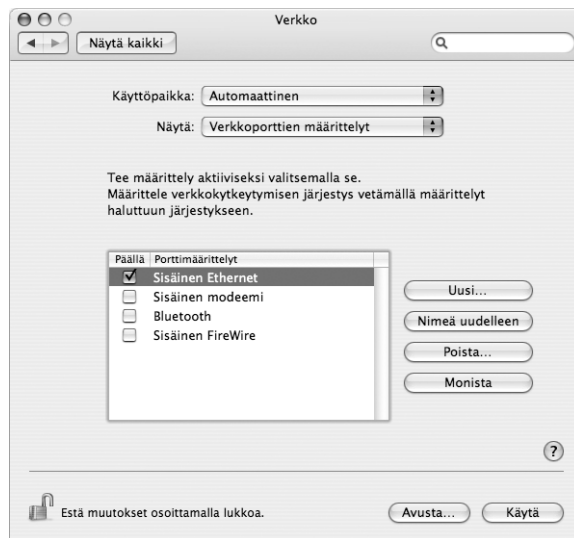 Verkko
Näytä kaikki
Käyttöpaikka: Automaattinen
Näytä: Verkkoporttien määrittelyt
Tee määrittely aktiiviseksi valitsemalla se.
Määrittele verkkokytkeytymisen järjestys vetämällä määrittelyt
haluttuun järjestykseen.
Päällä Porttimäärittelyt
Sisäinen Ethernet
Sisäinen modeemi
Bluetooth
Sisäinen FireWire
Uusi...
Nimeä uudelleen
Poista...
Monista
?
Estä muutokset osoittamalla lukkoa.
Avusta... Käytä